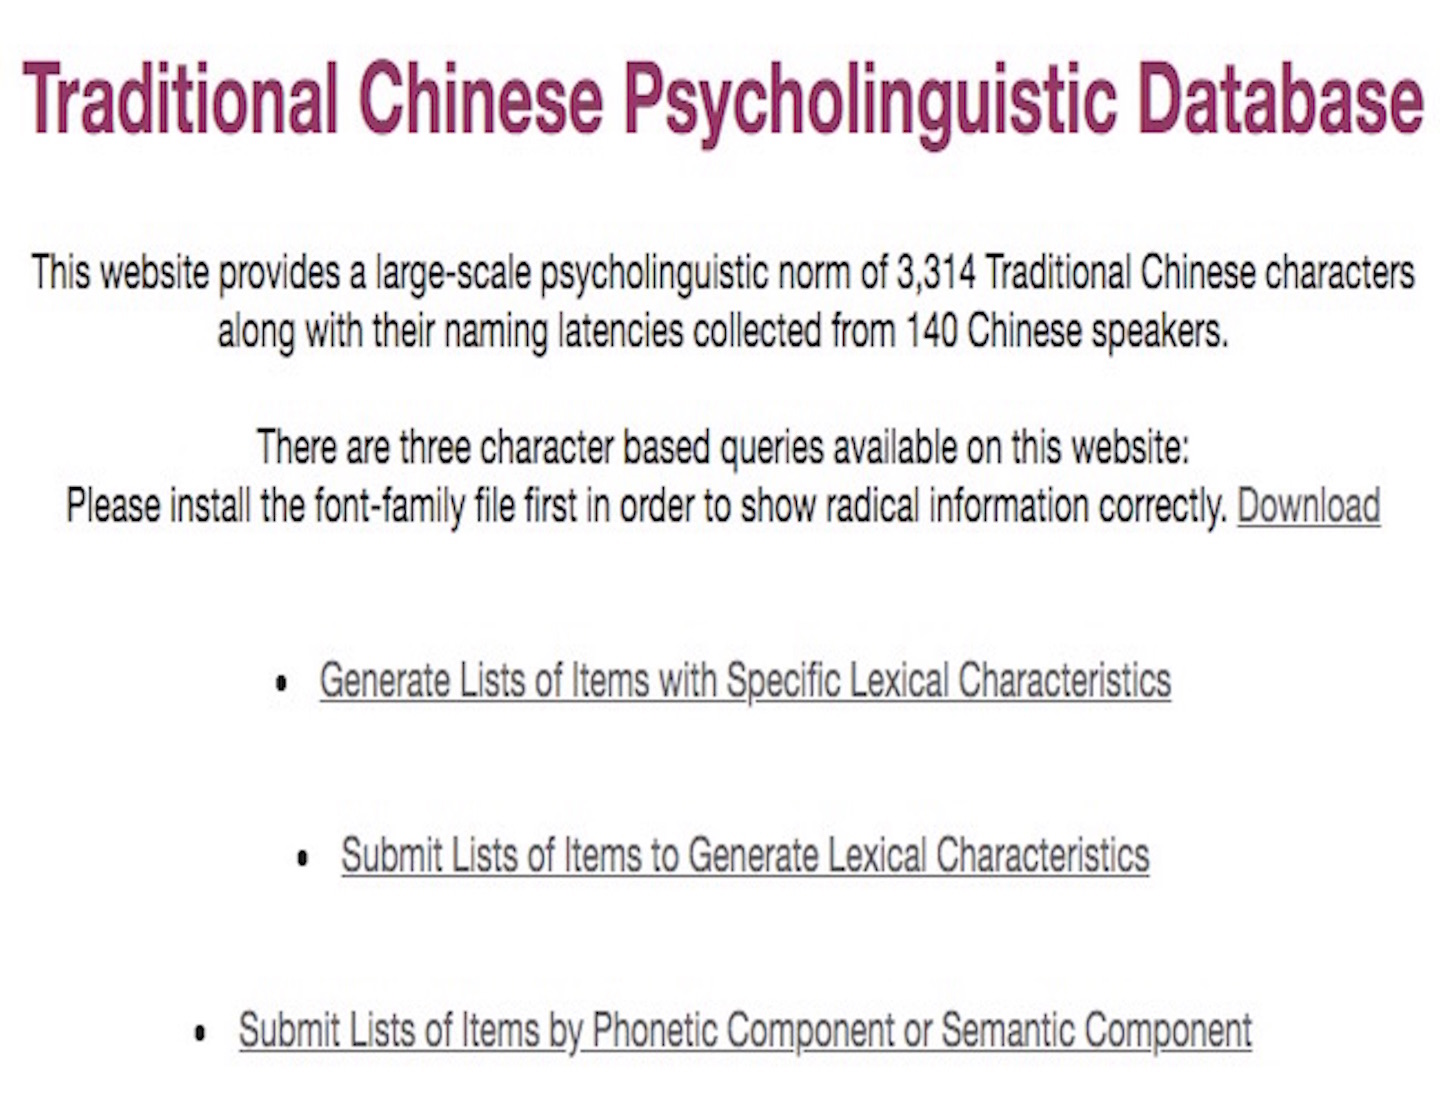 Traditional Chinese Psycholinguistic Database
This website provides a large-scale psycholinguistic norm of 3,314 Traditional Chinese characters
along with their naming latencies collected from 140 Chinese speakers.
There are three character based queries available on this website:
Please install the font-family file first in order to show radical information correctly. Download
• Generate Lists of Items with Specific Lexical Characteristics
• Submit Lists of Items to Generate Lexical Characteristics
• Submit Lists of Items by Phonetic Component or Semantic Component